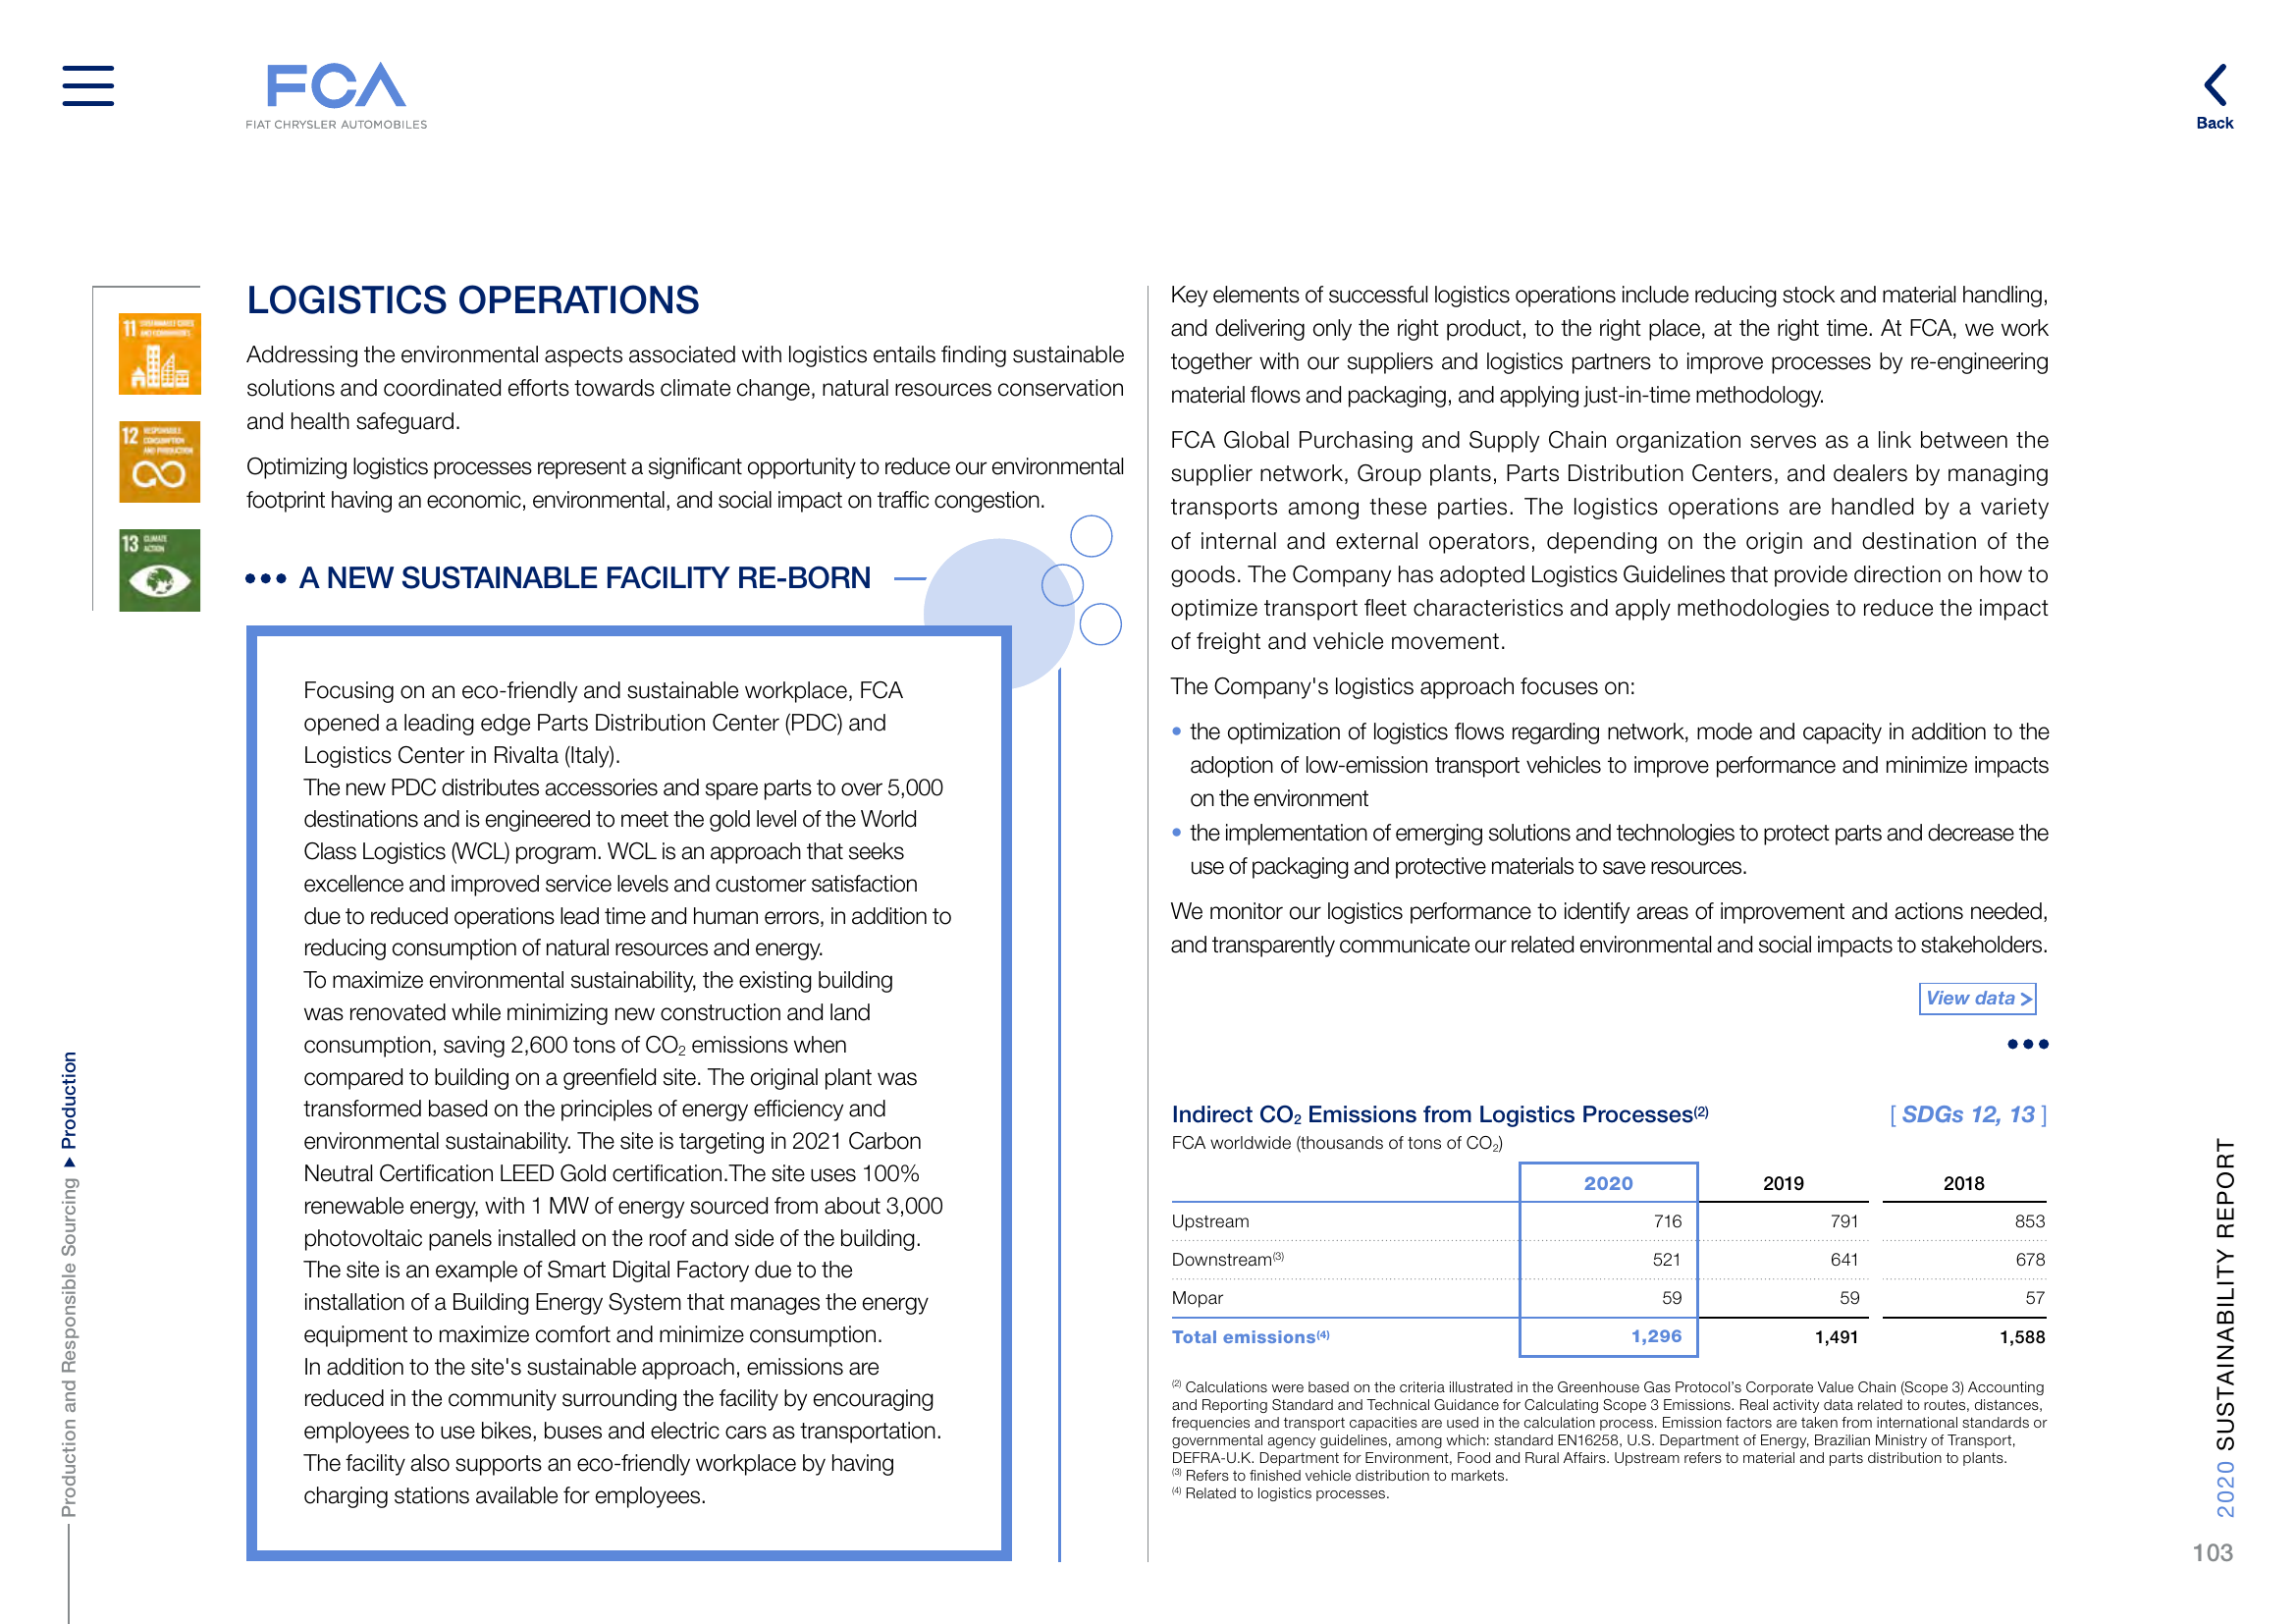 FCA
FIAT CHRYSLER AUTOMOBILES
Back
LOGISTICS OPERATIONS
Addressing the environmental aspects associated with logistics entails finding sustainable
solutions and coordinated efforts towards climate change, natural resources conservation
and health safeguard.
Optimizing logistics processes represent a significant opportunity to reduce our environmental
footprint having an economic, environmental, and social impact on traffic congestion.
11 SUSTAINABLE CITIES
AND COMMUNITIES
12 RESPONSIBLE
CONSUMPTION
AND PRODUCTION
13 CLIMATE
ACTION
••• A NEW SUSTAINABLE FACILITY RE-BORN
Focusing on an eco-friendly and sustainable workplace, FCA
opened a leading edge Parts Distribution Center (PDC) and
Logistics Center in Rivalta (Italy).
The new PDC distributes accessories and spare parts to over 5,000
destinations and is engineered to meet the gold level of the World
Class Logistics (WCL) program. WCL is an approach that seeks
excellence and improved service levels and customer satisfaction
due to reduced operations lead time and human errors, in addition to
reducing consumption of natural resources and energy.
To maximize environmental sustainability, the existing building
was renovated while minimizing new construction and land
consumption, saving 2,600 tons of CO₂ emissions when
compared to building on a greenfield site. The original plant was
transformed based on the principles of energy efficiency and
environmental sustainability. The site is targeting in 2021 Carbon
Neutral Certification LEED Gold certification.The site uses 100%
renewable energy, with 1 MW of energy sourced from about 3,000
photovoltaic panels installed on the roof and side of the building.
The site is an example of Smart Digital Factory due to the
installation of a Building Energy System that manages the energy
equipment to maximize comfort and minimize consumption.
In addition to the site's sustainable approach, emissions are
reduced in the community surrounding the facility by encouraging
employees to use bikes, buses and electric cars as transportation.
The facility also supports an eco-friendly workplace by having
charging stations available for employees.
Key elements of successful logistics operations include reducing stock and material handling,
and delivering only the right product, to the right place, at the right time. At FCA, we work
together with our suppliers and logistics partners to improve processes by re-engineering
material flows and packaging, and applying just-in-time methodology.
FCA Global Purchasing and Supply Chain organization serves as a link between the
supplier network, Group plants, Parts Distribution Centers, and dealers by managing
transports among these parties. The logistics operations are handled by a variety
of internal and external operators, depending on the origin and destination of the
goods. The Company has adopted Logistics Guidelines that provide direction on how to
optimize transport fleet characteristics and apply methodologies to reduce the impact
of freight and vehicle movement.
The Company's logistics approach focuses on:
• the optimization of logistics flows regarding network, mode and capacity in addition to the
adoption of low-emission transport vehicles to improve performance and minimize impacts
on the environment
• the implementation of emerging solutions and technologies to protect parts and decrease the
use of packaging and protective materials to save resources.
We monitor our logistics performance to identify areas of improvement and actions needed,
and transparently communicate our related environmental and social impacts to stakeholders.
View data >
•••
Indirect CO₂ Emissions from Logistics Processes(2) [ SDGs 12, 13 ]
FCA worldwide (thousands of tons of CO₂)
2020 2019 2018
Upstream 716 791 853
Downstream(3) 521 641 678
Mopar 59 59 57
Total emissions(4) 1,296 1,491 1,588
(2) Calculations were based on the criteria illustrated in the Greenhouse Gas Protocol's Corporate Value Chain (Scope 3) Accounting
and Reporting Standard and Technical Guidance for Calculating Scope 3 Emissions. Real activity data related to routes, distances,
frequencies and transport capacities are used in the calculation process. Emission factors are taken from international standards or
governmental agency guidelines, among which: standard EN16258, U.S. Department of Energy, Brazilian Ministry of Transport,
DEFRA-U.K. Department for Environment, Food and Rural Affairs. Upstream refers to material and parts distribution to plants.
(3) Refers to finished vehicle distribution to markets.
(4) Related to logistics processes.
Production and Responsible Sourcing ▶ Production
2020 SUSTAINABILITY REPORT
103